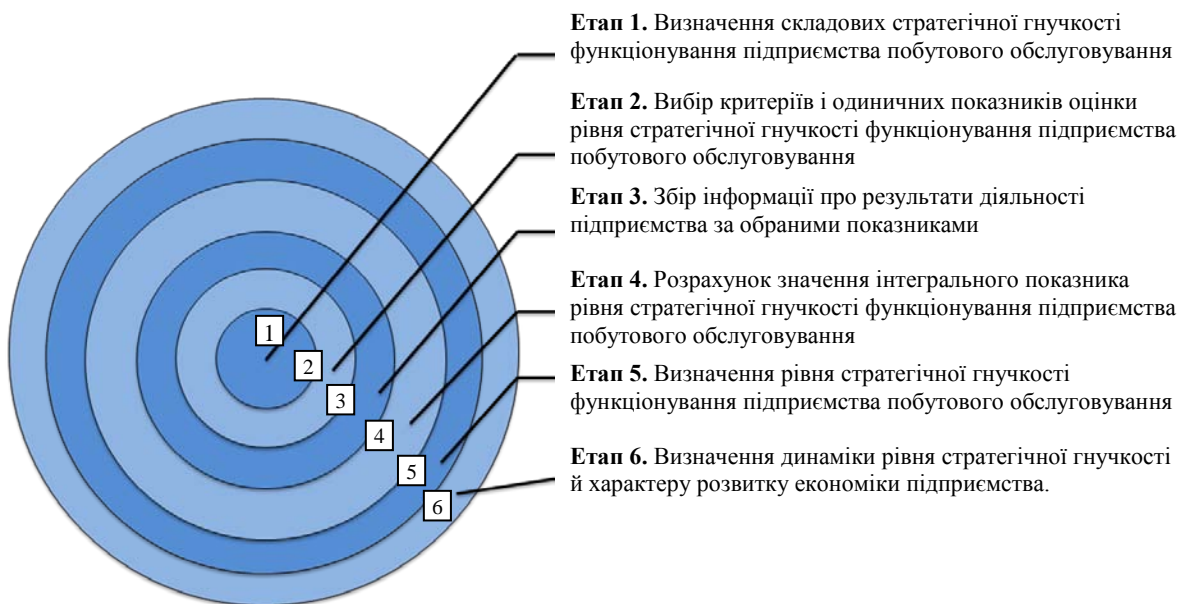 Етап 1. Визначення складових стратегічної гнучкості
функціонування підприємства побутового обслуговування
Етап 2. Вибір критеріїв і одиничних показників оцінки
рівня стратегічної гнучкості функціонування підприємства
побутового обслуговування
Етап 3. Збір інформації про результати діяльності
підприємства за обраними показниками
Етап 4. Розрахунок значення інтегрального показника
рівня стратегічної гнучкості функціонування підприємства
побутового обслуговування
Етап 5. Визначення рівня стратегічної гнучкості
функціонування підприємства побутового обслуговування
Етап 6. Визначення динаміки рівня стратегічної гнучкості
й характеру розвитку економіки підприємства.
1
2
3
4
5
6